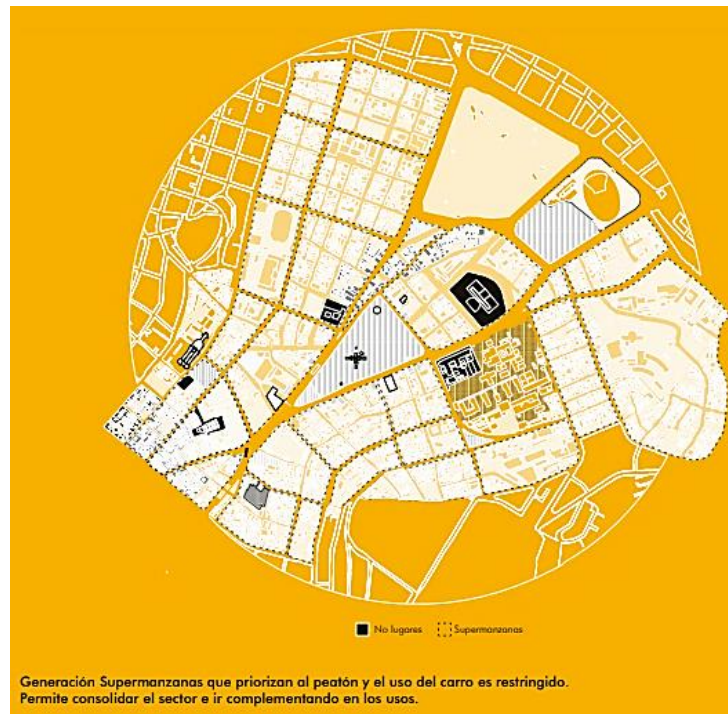 No lugares
Supermanzanas
Generación Supermanzanas que priorizan al peatón y el uso del carro es restringido.
Permite consolidar el sector e ir complementando en los usos.